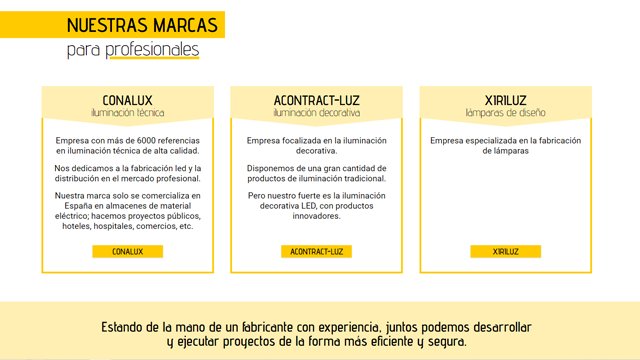 NUESTRAS MARCAS
para profesionales
CONALUX
iluminación técnica
Empresa con más de 6000 referencias
en iluminación técnica de alta calidad.
Nos dedicamos a la fabricación led y la
distribución en el mercado profesional.
Nuestra marca solo se comercializa en
España en almacenes de material
eléctrico; hacemos proyectos públicos,
hoteles, hospitales, comercios, etc.
CONALUX
ACONTRACT-LUZ
iluminación decorativa
Empresa focalizada en la iluminación
decorativa.
Disponemos de una gran cantidad de
productos de iluminación tradicional.
Pero nuestro fuerte es la iluminación
decorativa LED, con productos
innovadores.
ACONTRACT-LUZ
XIRILUZ
lámparas de diseño
Empresa especializada en la fabricación
de lámparas
XIRILUZ
Estando de la mano de un fabricante con experiencia, juntos podemos desarrollar
y ejecutar proyectos de la forma más eficiente y segura.